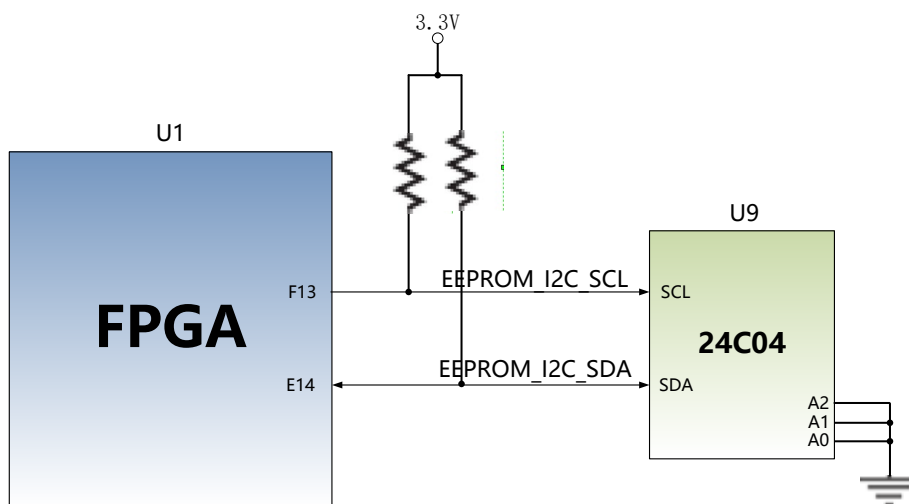 3.3V
U1
U9
EEPROM_I2C_SCL
F13
SCL
FPGA
24C04
EEPROM_I2C_SDA
E14
SDA
A2
A1
A0